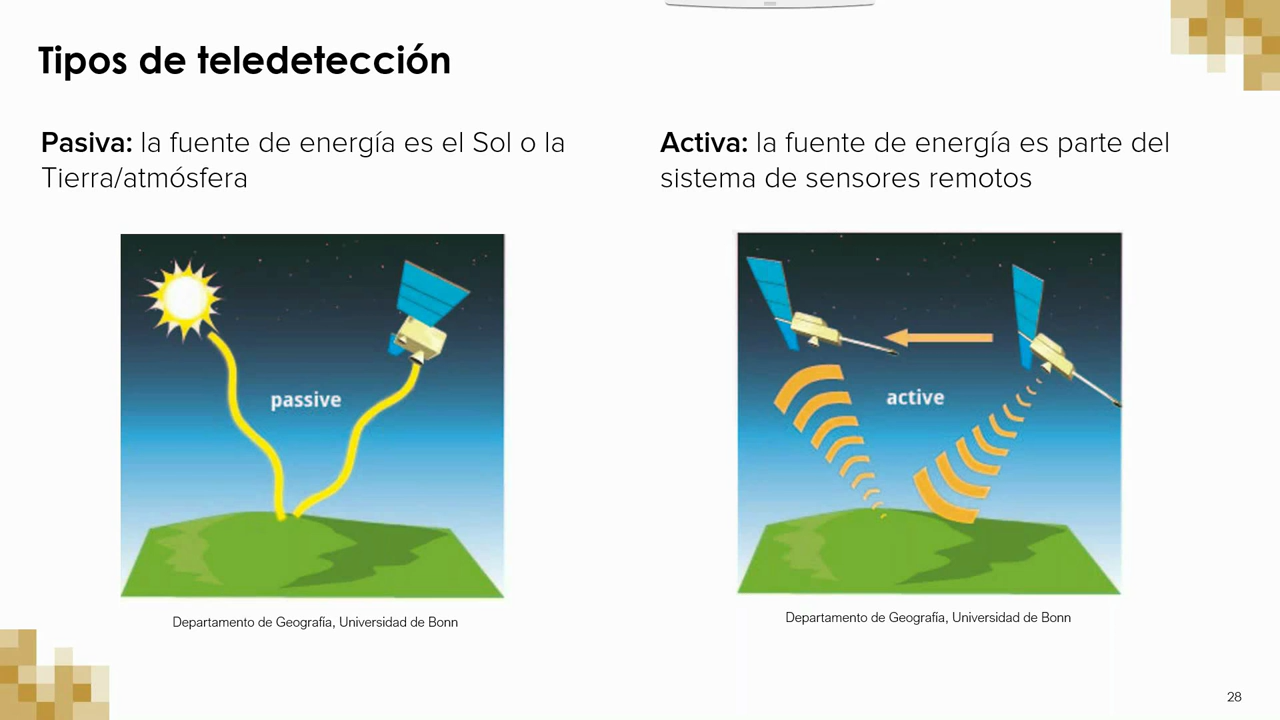 Tipos de teledetección
Pasiva: la fuente de energía es el Sol o la
Tierra/atmósfera
Activa: la fuente de energía es parte del
sistema de sensores remotos
passive
active
Departamento de Geografía, Universidad de Bonn
Departamento de Geografía, Universidad de Bonn
28